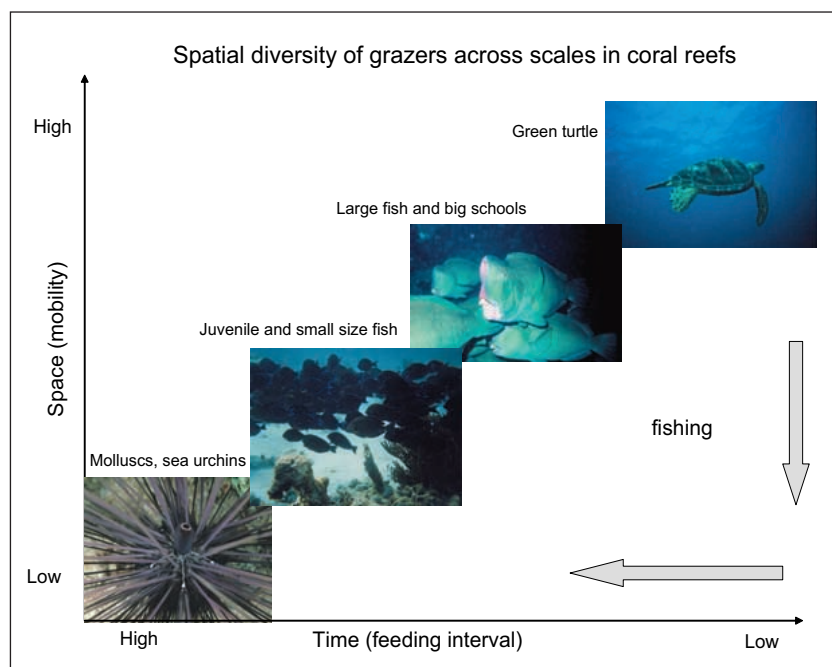 Spatial diversity of grazers across scales in coral reefs
High
Green turtle
Large fish and big schools
Space (mobility)
Juvenile and small size fish
fishing
Molluscs, sea urchins
Low
High
Time (feeding interval)
Low